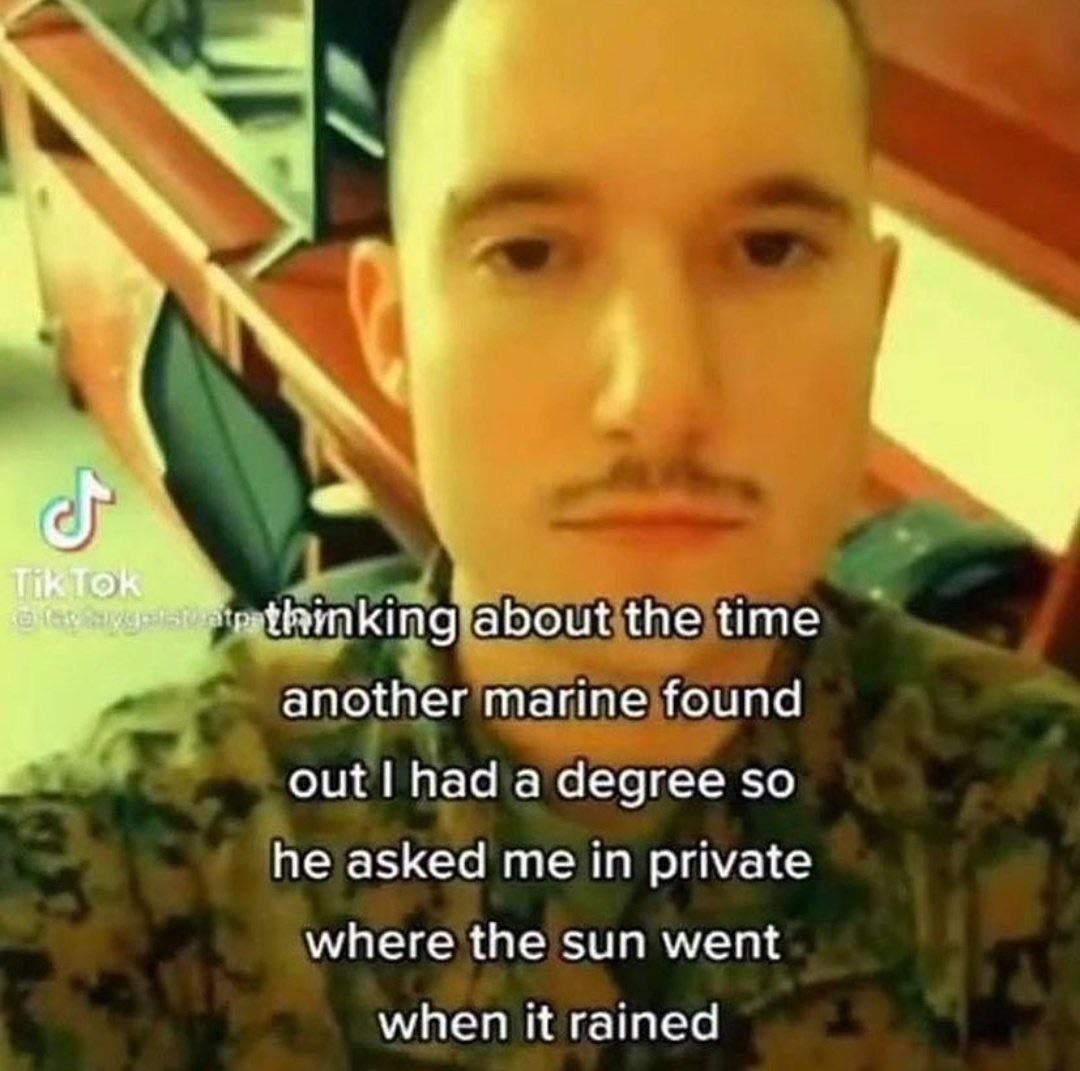 TikTok
thinking about the time
another marine found
out I had a degree so
he asked me in private
where the sun went
when it rained